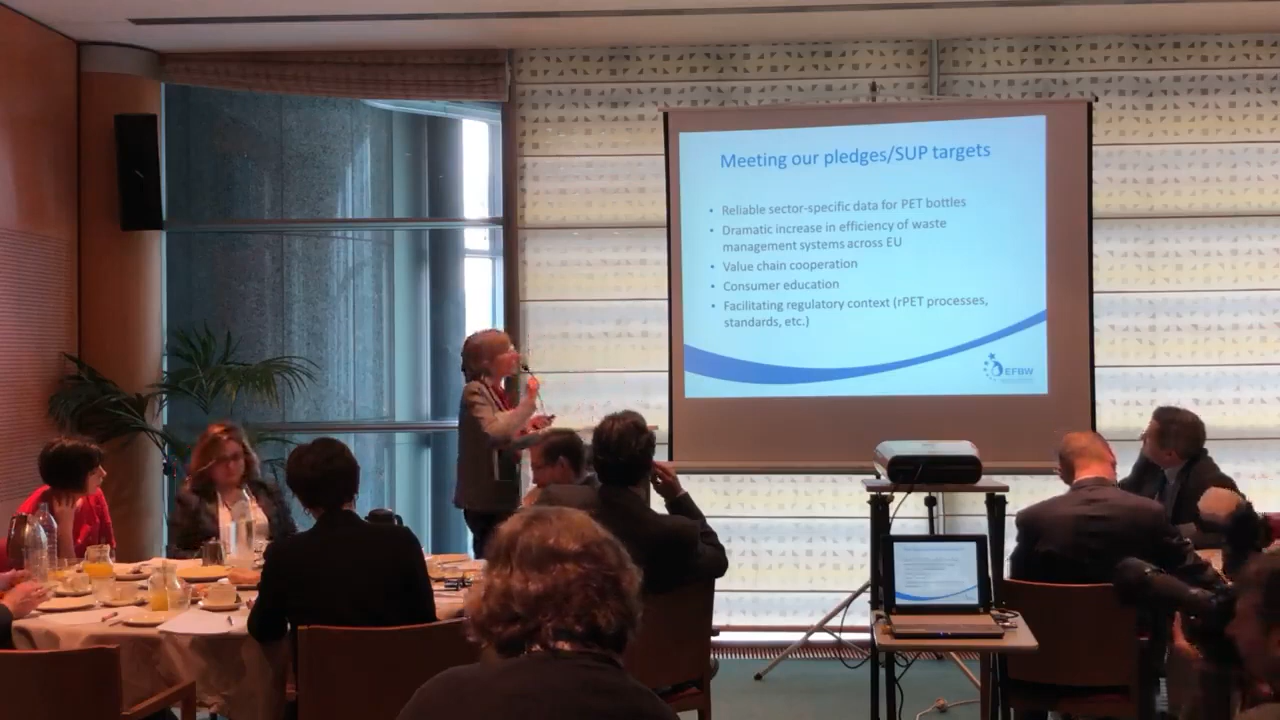 Meeting our pledges/SUP targets
• Reliable sector-specific data for PET bottles
• Dramatic increase in efficiency of waste
management systems across EU
• Value chain cooperation
• Consumer education
• Facilitating regulatory context (rPET processes,
standards, etc.)
EFBW